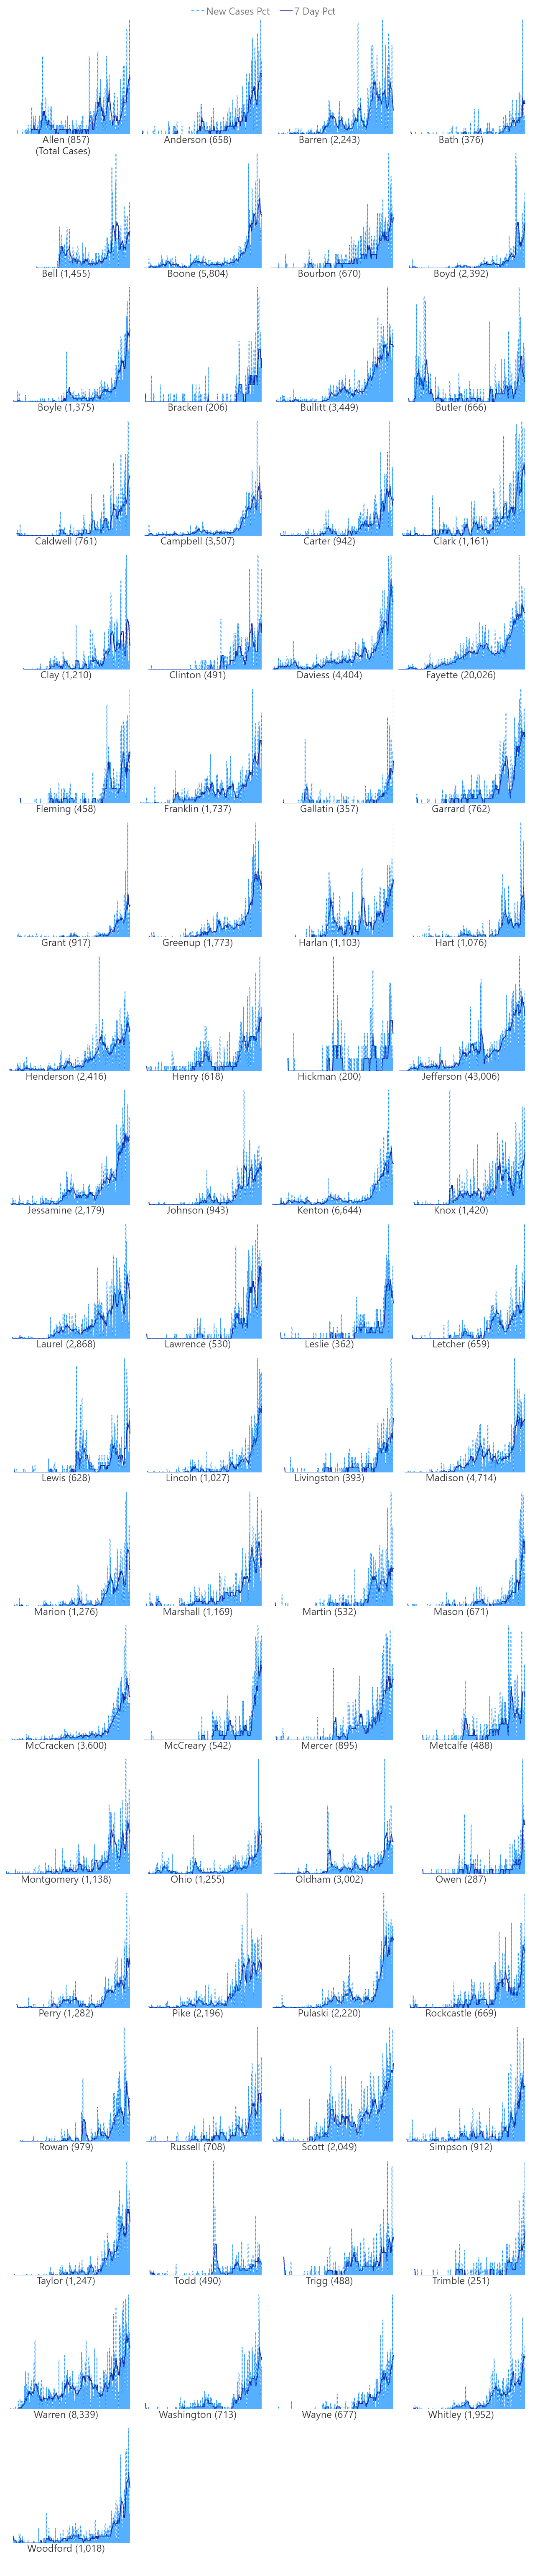 New Cases Pct 7 Day Pct
Allen (857) Anderson (658) Barren (2,243) Bath (376)
(Total Cases)
Bell (1,455) Boone (5,804) Bourbon (670) Boyd (2,392)
Boyle (1,375) Bracken (206) Bullitt (3,449) Butler (666)
Caldwell (761) Campbell (3,507) Carter (942) Clark (1,161)
Clay (1,210) Clinton (491) Daviess (4,404) Fayette (20,026)
Fleming (458) Franklin (1,737) Gallatin (357) Garrard (762)
Grant (917) Greenup (1,773) Harlan (1,103) Hart (1,076)
Henderson (2,416) Henry (618) Hickman (200) Jefferson (43,006)
Jessamine (2,179) Johnson (943) Kenton (6,644) Knox (1,420)
Laurel (2,868) Lawrence (530) Leslie (362) Letcher (659)
Lewis (628) Lincoln (1,027) Livingston (393) Madison (4,714)
Marion (1,276) Marshall (1,169) Martin (532) Mason (671)
McCracken (3,600) McCreary (542) Mercer (895) Metcalfe (488)
Montgomery (1,138) Ohio (1,255) Oldham (3,002) Owen (287)
Perry (1,282) Pike (2,196) Pulaski (2,220) Rockcastle (669)
Rowan (979) Russell (708) Scott (2,049) Simpson (912)
Taylor (1,247) Todd (490) Trigg (488) Trimble (251)
Warren (8,339) Washington (713) Wayne (677) Whitley (1,952)
Woodford (1,018)